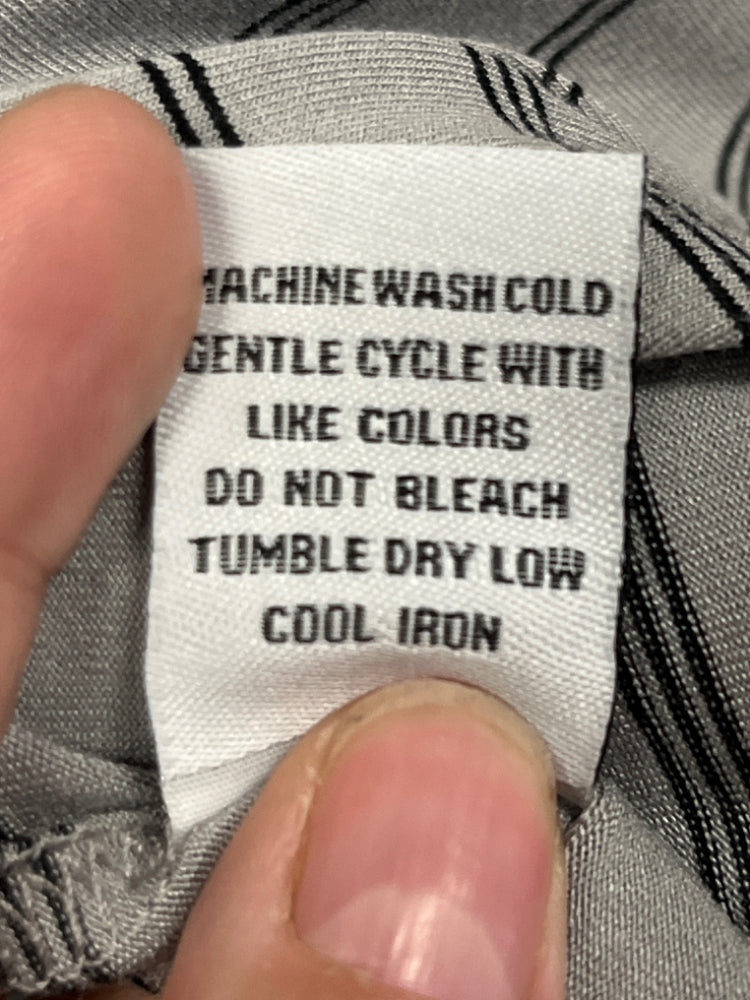 MACHINE WASH COLD
GENTLE CYCLE WITH
LIKE COLORS
DO NOT BLEACH
TUMBLE DRY LOW
COOL IRON